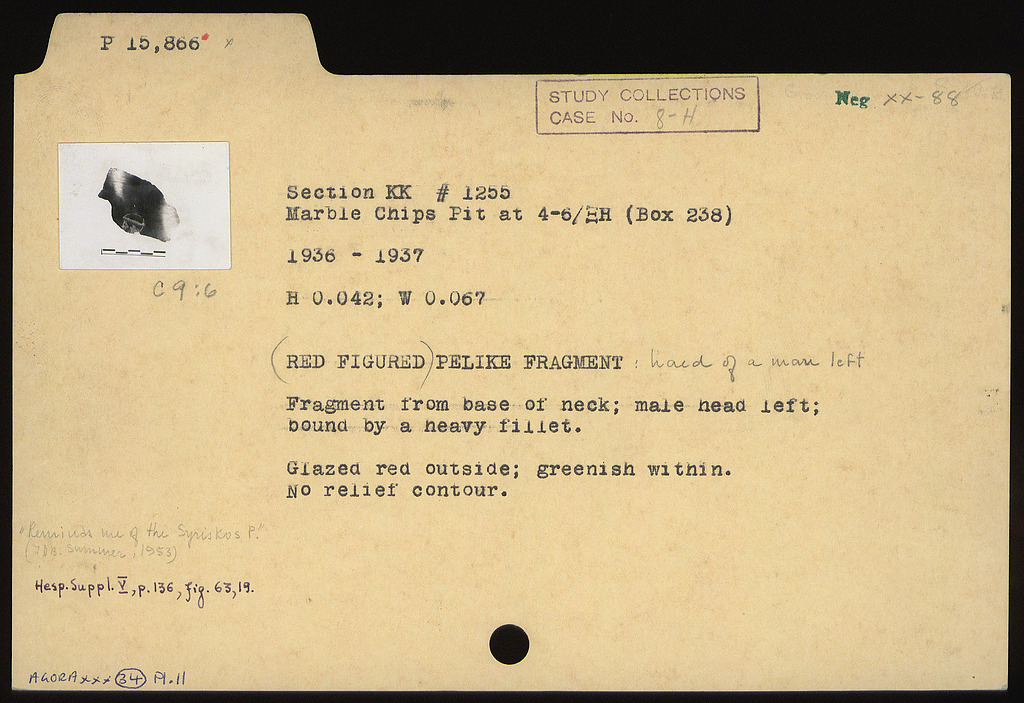 P 15,866 x
STUDY COLLECTIONS
CASE No. 8-H
Neg xx-88
Section KK # 1255
Marble Chips Pit at 4-6/ΞH (Box 238)
1936 - 1937
C 9:6
H 0.042; W 0.067
(RED FIGURED) PELIKE FRAGMENT : haed of a man left
Fragment from base of neck; male head left;
bound by a heavy fillet.
Glazed red outside; greenish within.
No relief contour.
"Reminds me of the Syriskos P."
(JDB. Summer, 1953)
Hesp. Suppl. V, p. 136, fig. 63, 19.
AGORA xxx 34 Pl. 11